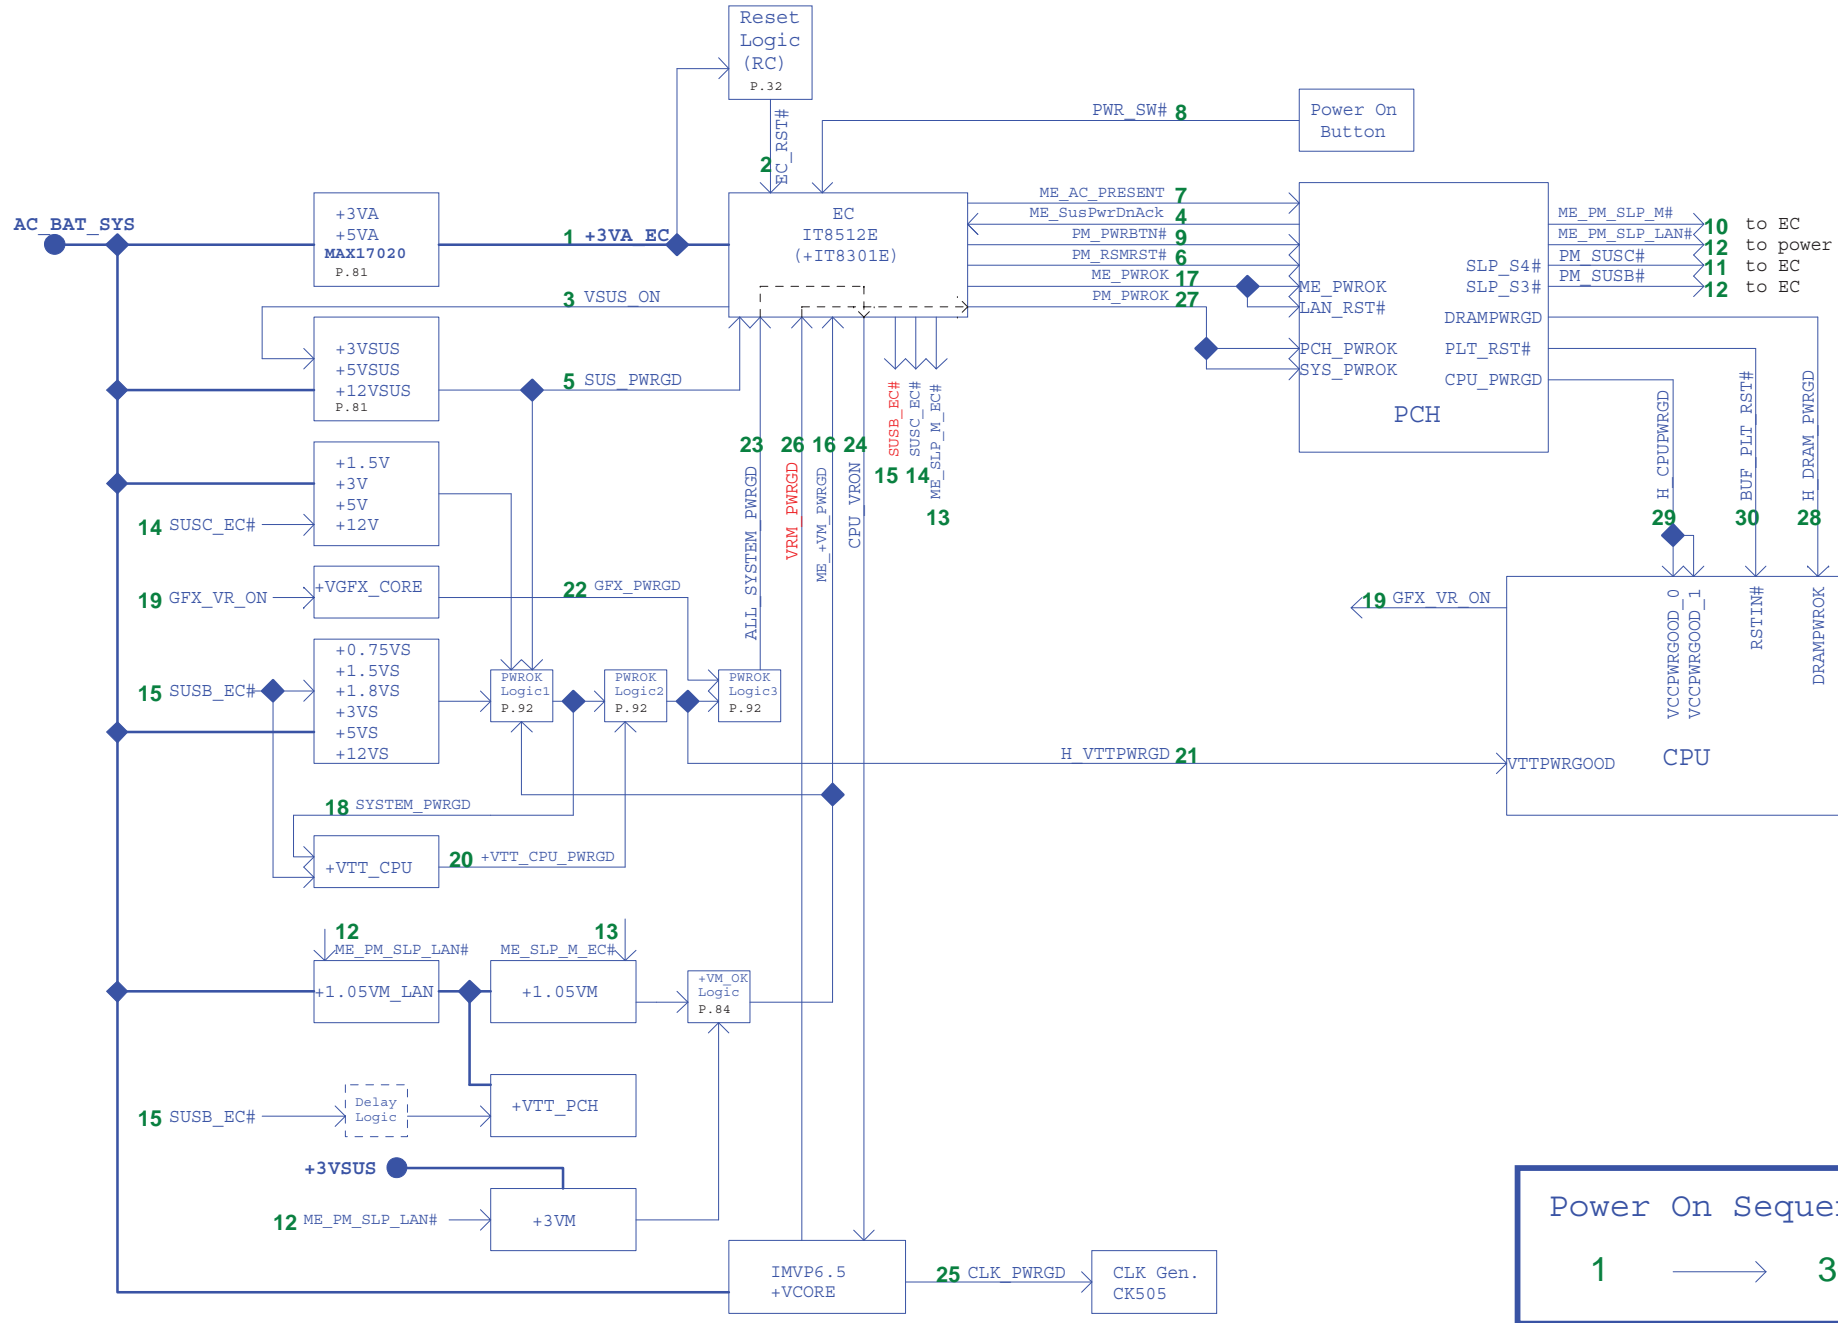 Reset
Logic
(RC)
P.32
EC_RST#
2
PWR_SW# 8
Power On
Button
AC_BAT_SYS
+3VA
+5VA
MAX17020
P.81
1 +3VA_EC
EC
IT8512E
(+IT8301E)
ME_AC_PRESENT 7
ME_SusPwrDnAck 4
PM_PWRBTN# 9
PM_RSMRST# 6
ME_PWROK 17
PM_PWROK 27
ME_PWROK
LAN_RST#
PCH_PWROK
SYS_PWROK
SLP_S4#
SLP_S3#
DRAMPWRGD
PLT_RST#
CPU_PWRGD
PCH
ME_PM_SLP_M# 10 to EC
ME_PM_SLP_LAN# 12 to power
PM_SUSC# 11 to EC
PM_SUSB# 12 to EC
3 VSUS_ON
+3VSUS
+5VSUS
+12VSUS
P.81
5 SUS_PWRGD
23
ALL_SYSTEM_PWRGD
26
VRM_PWRGD
16
ME_+VM_PWRGD
24
CPU_VRON
SUSB_EC#
15
SUSC_EC#
14
ME_SLP_M_EC#
13
H_CPUPWRGD
29
BUF_PLT_RST#
30
H_DRAM_PWRGD
28
+1.5V
+3V
+5V
+12V
14 SUSC_EC#
+VGFX_CORE
19 GFX_VR_ON
22 GFX_PWRGD
+0.75VS
+1.5VS
+1.8VS
+3VS
+5VS
+12VS
15 SUSB_EC#
PWROK
Logic1
P.92
PWROK
Logic2
P.92
PWROK
Logic3
P.92
19 GFX_VR_ON
VCCPWRGOOD_0
VCCPWRGOOD_1
RSTIN#
DRAMPWROK
VTTPWRGOOD
CPU
H_VTTPWRGD 21
18 SYSTEM_PWRGD
+VTT_CPU
20 +VTT_CPU_PWRGD
12
ME_PM_SLP_LAN#
13
ME_SLP_M_EC#
+1.05VM_LAN
+1.05VM
+VM_OK
Logic
P.84
15 SUSB_EC#
Delay
Logic
+VTT_PCH
+3VSUS
12 ME_PM_SLP_LAN#
+3VM
IMVP6.5
+VCORE
25 CLK_PWRGD
CLK Gen.
CK505
Power On Seque
1 3